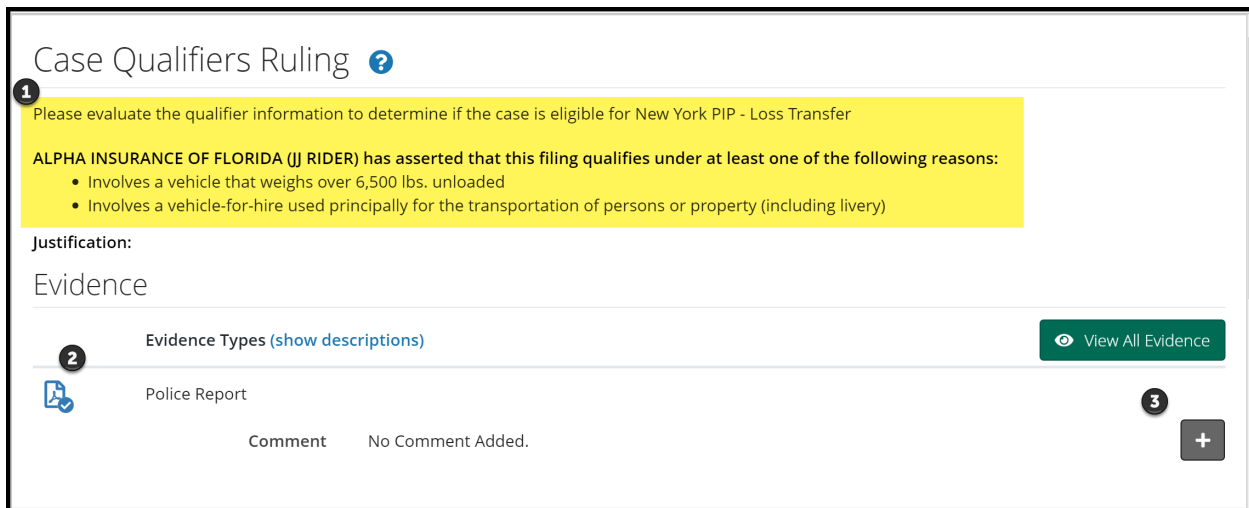 Case Qualifiers Ruling ?
1
Please evaluate the qualifier information to determine if the case is eligible for New York PIP - Loss Transfer
ALPHA INSURANCE OF FLORIDA (JJ RIDER) has asserted that this filing qualifies under at least one of the following reasons:
• Involves a vehicle that weighs over 6,500 lbs. unloaded
• Involves a vehicle-for-hire used principally for the transportation of persons or property (including livery)
Justification:
Evidence
Evidence Types (show descriptions) View All Evidence
2
Police Report
3
Comment No Comment Added. +